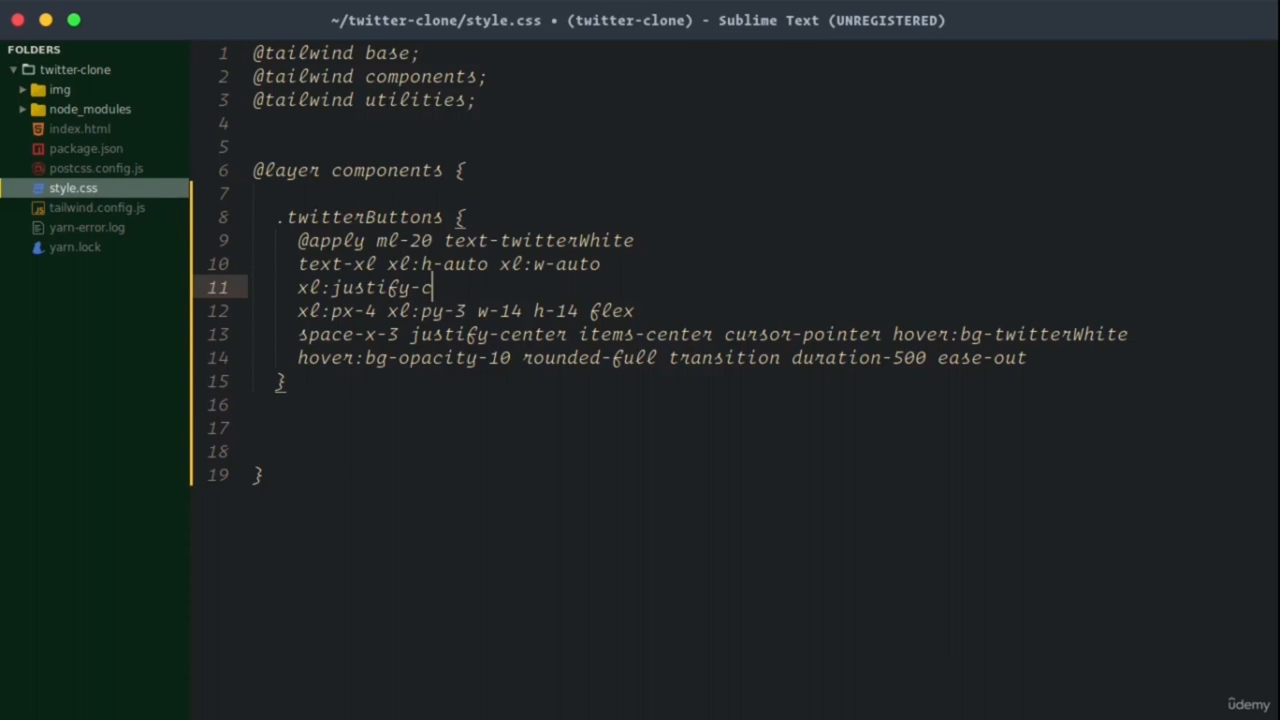 ~/twitter-clone/style.css • (twitter-clone) - Sublime Text (UNREGISTERED)
FOLDERS
twitter-clone
img
node_modules
index.html
package.json
postcss.config.js
style.css
tailwind.config.js
yarn-error.log
yarn.lock
1 @tailwind base;
2 @tailwind components;
3 @tailwind utilities;
4
5
6 @layer components {
7
8 .twitterButtons {
9 @apply ml-20 text-twitterWhite
10 text-xl xl:h-auto xl:w-auto
11 xl:justify-c
12 xl:px-4 xl:py-3 w-14 h-14 flex
13 space-x-3 justify-center items-center cursor-pointer hover:bg-twitterWhite
14 hover:bg-opacity-10 rounded-full transition duration-500 ease-out
15 }
16
17
18
19 }
ûdemy